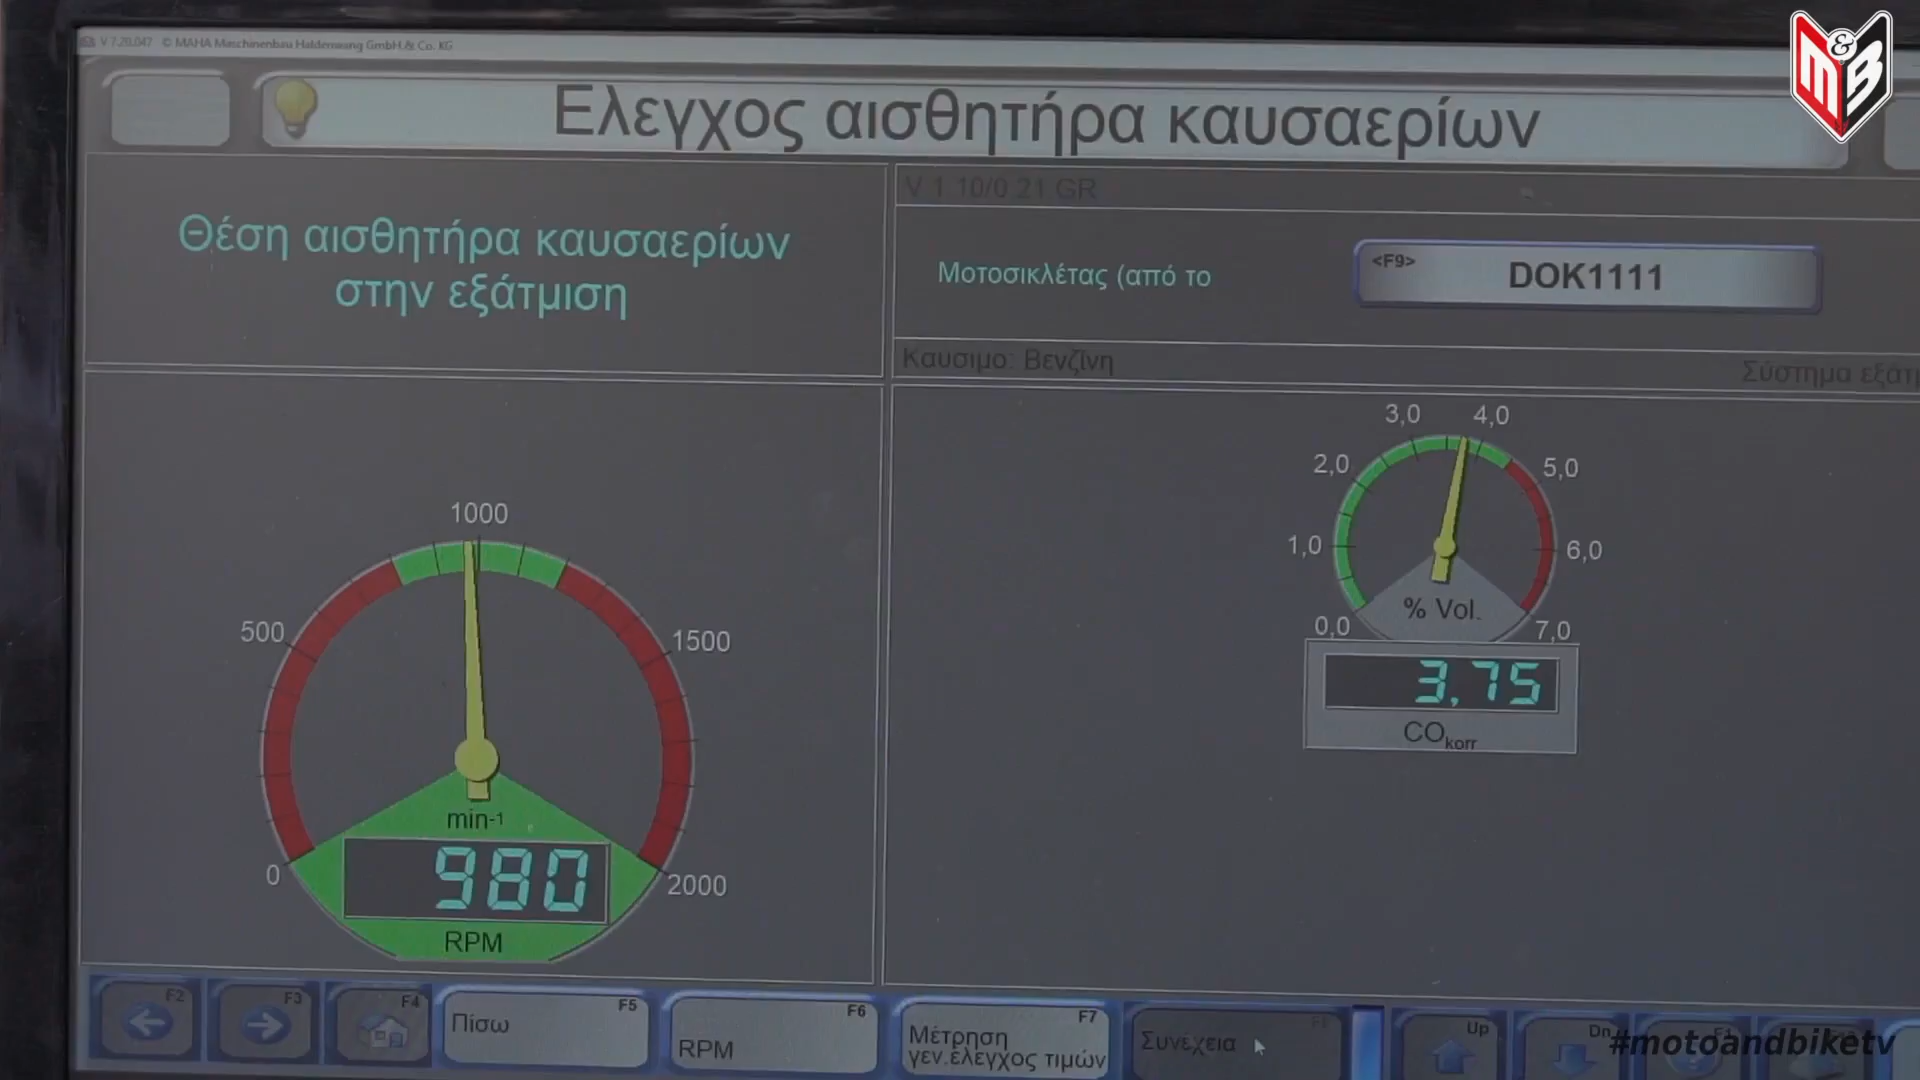 V 7.20.047 © MAHA Maschinenbau Haldenwang GmbH & Co. KG
M&B
Ελεγχος αισθητήρα καυσαερίων
Θέση αισθητήρα καυσαερίων
στην εξάτμιση
V 1.10/0.21 GR
Μοτοσικλέτας (από το
<F9>
DOK1111
Καυσιμο: Βενζίνη
Σύστημα εξάτ
0
500
1000
1500
2000
min-1
980
RPM
0,0
1,0
2,0
3,0
4,0
5,0
6,0
7,0
% Vol.
3,75
COkorr
F2
F3
F4
F5
Πίσω
F6
RPM
F7
Μέτρηση
γεν.έλεγχος τιμών
Συνέχεια
Up
Dn
#motoandbiketv